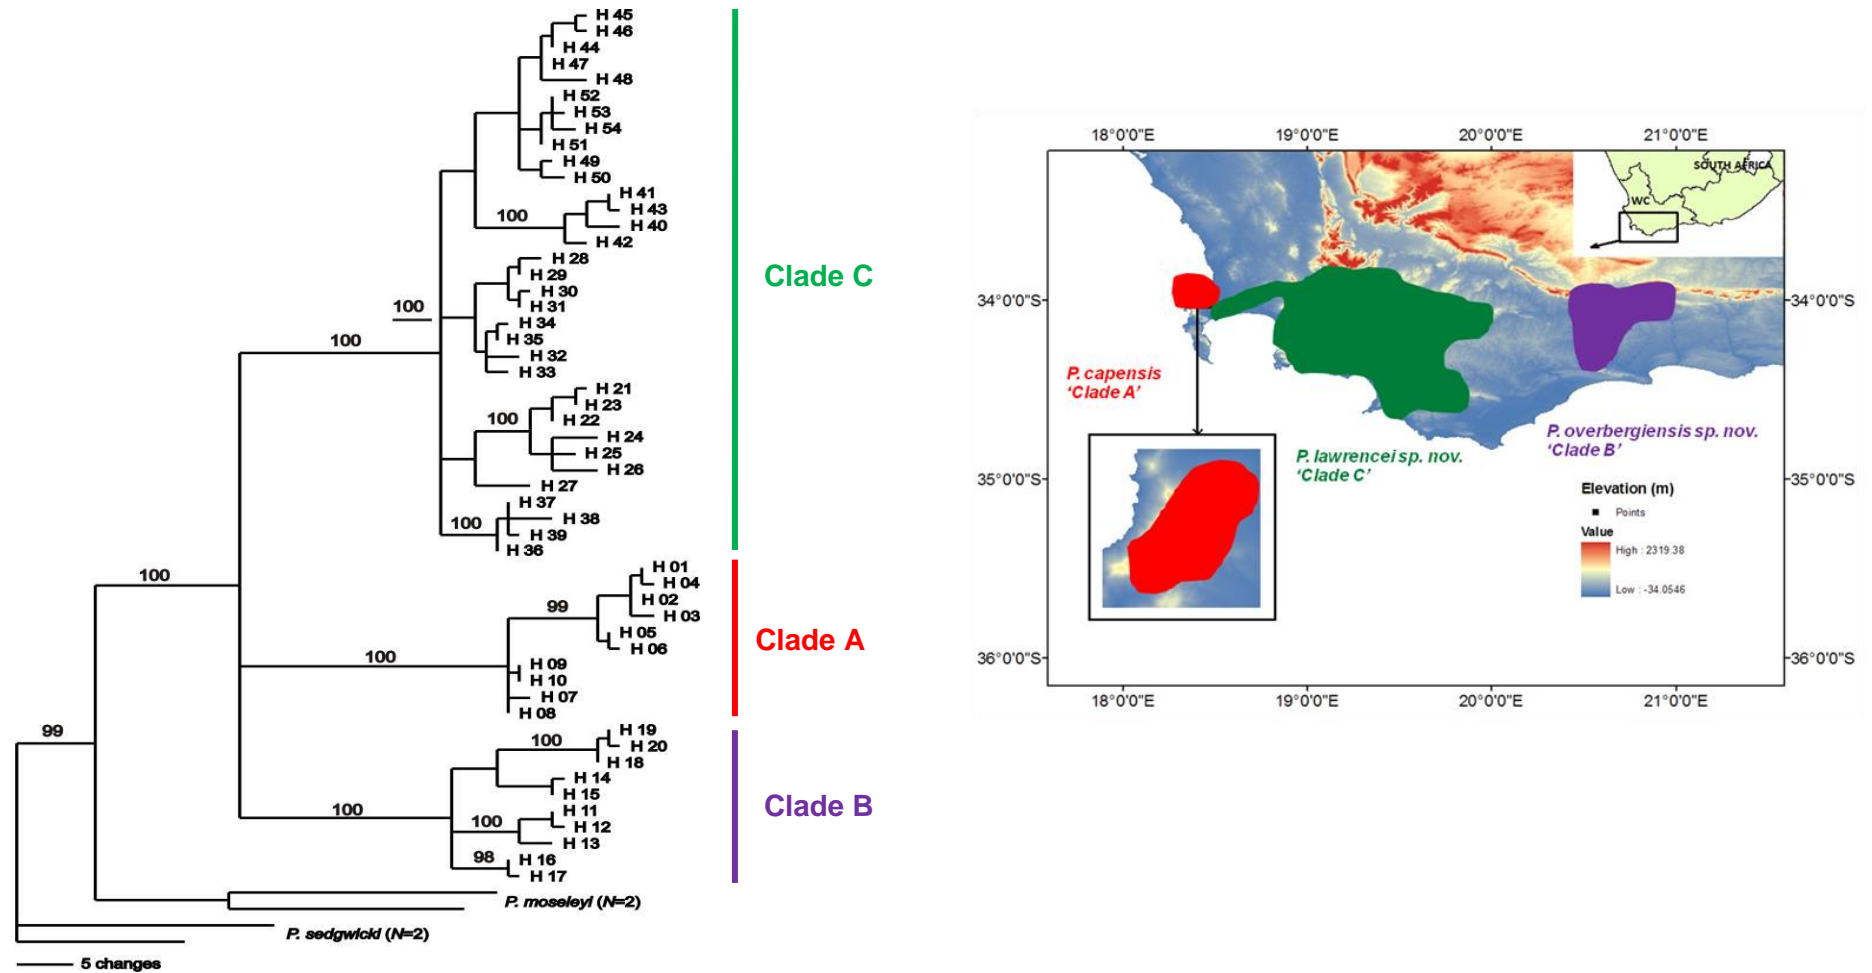 H 45
H 46
H 44
H 47
H 48
H 52
H 53
H 54
H 51
H 49
H 50
H 41
100
H 43
H 40
H 42
H 28
H 29
H 30
H 31
100
H 34
H 35
100
H 32
H 33
H 21
H 23
100
H 22
H 24
H 25
H 26
H 27
H 37
100
H 38
H 39
H 36
Clade C
100
H 01
H 04
99
H 02
H 03
H 05
H 06
100
H 09
H 10
H 07
H 08
Clade A
99
H 19
100
H 20
H 18
H 14
H 15
100
H 11
100
H 12
H 13
98
H 16
H 17
Clade B
P. moseleyi (N=2)
P. sedgwicki (N=2)
5 changes
18°0'0"E 19°0'0"E 20°0'0"E 21°0'0"E
SOUTH AFRICA
WC
34°0'0"S 34°0'0"S
P. capensis
'Clade A'
P. lawrencei sp. nov.
'Clade C'
P. overbergiensis sp. nov.
'Clade B'
35°0'0"S 35°0'0"S
Elevation (m)
Points
Value
High : 2319.38
Low : -34.0546
36°0'0"S 36°0'0"S
18°0'0"E 19°0'0"E 20°0'0"E 21°0'0"E